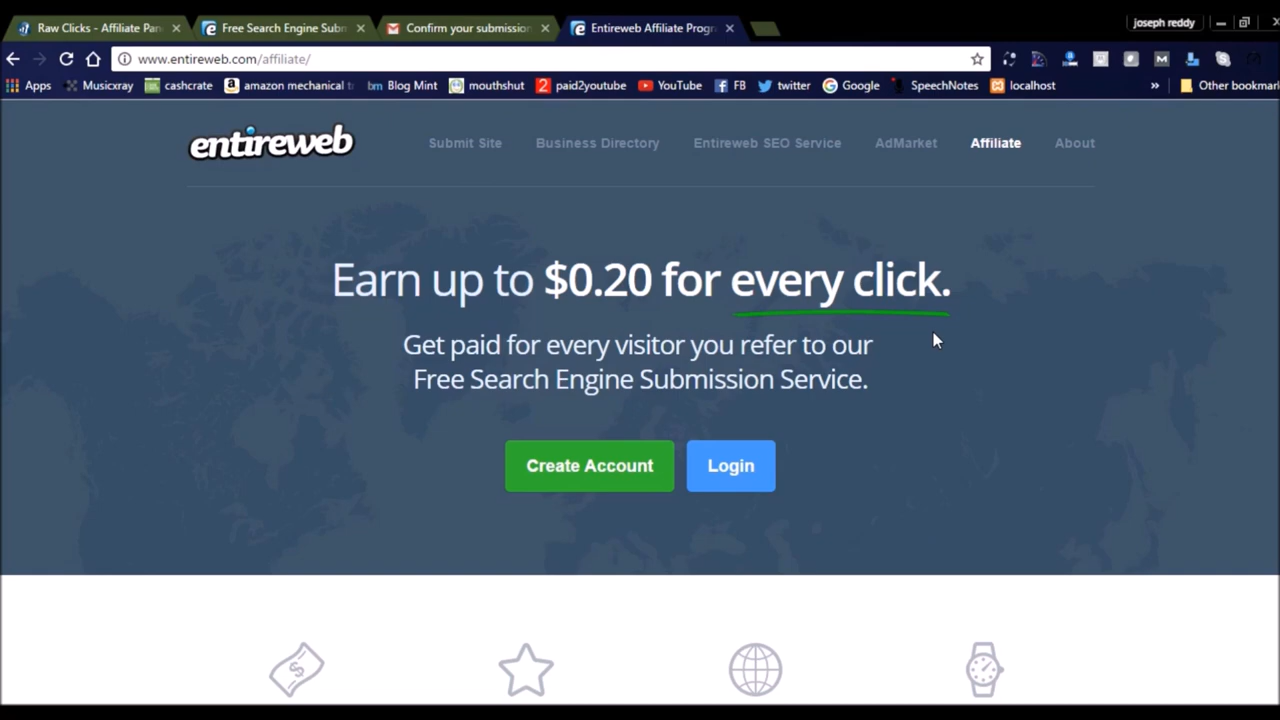 Raw Clicks - Affiliate Pan
Free Search Engine Subm
Confirm your submission
Entireweb Affiliate Progr
joseph reddy
www.entireweb.com/affiliate/
Apps
Musicxray
cashcrate
amazon mechanical t
bm Blog Mint
mouthshut
2 paid2youtube
YouTube
FB
twitter
Google
SpeechNotes
localhost
»
Other bookmar
entireweb
Submit Site
Business Directory
Entireweb SEO Service
AdMarket
Affiliate
About
Earn up to $0.20 for every click.
Get paid for every visitor you refer to our
Free Search Engine Submission Service.
Create Account
Login